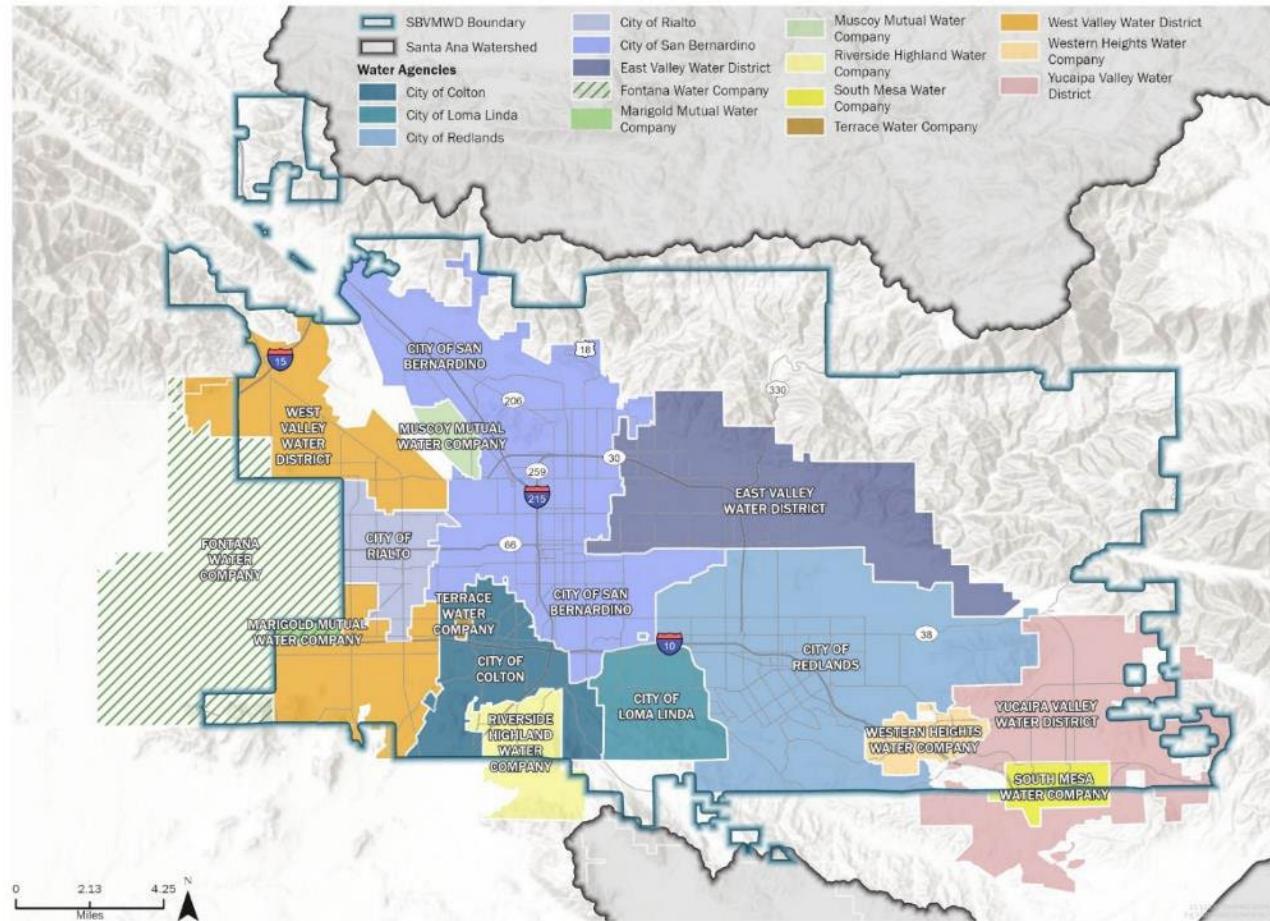 SBVMWD Boundary
Santa Ana Watershed
Water Agencies
City of Colton
City of Loma Linda
City of Redlands
City of Rialto
City of San Bernardino
East Valley Water District
Fontana Water Company
Marigold Mutual Water
Company
Muscoy Mutual Water
Company
Riverside Highland Water
Company
South Mesa Water
Company
Terrace Water Company
West Valley Water District
Western Heights Water
Company
Yucaipa Valley Water
District
CITY OF SAN
BERNARDINO
18
15
330
206
WEST
VALLEY
WATER
DISTRICT
MUSCOY MUTUAL
WATER COMPANY
30
259
215
EAST VALLEY
WATER DISTRICT
FONTANA
WATER
COMPANY
CITY OF
RIALTO
66
TERRACE
WATER
COMPANY
CITY OF SAN
BERNARDINO
MARIGOLD MUTUAL
WATER COMPANY
10
38
CITY OF
REDLANDS
CITY OF
COLTON
CITY OF
LOMA LINDA
RIVERSIDE
HIGHLAND
WATER
COMPANY
WESTERN HEIGHTS
WATER COMPANY
YUCAIPA VALLEY
WATER DISTRICT
SOUTH MESA
WATER COMPANY
0 2.13 4.25
Miles
N